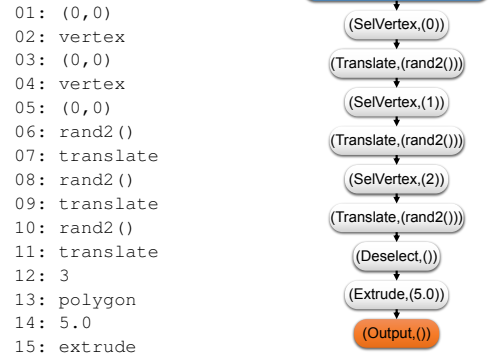 01: (0,0)
02: vertex
03: (0,0)
04: vertex
05: (0,0)
06: rand2()
07: translate
08: rand2()
09: translate
10: rand2()
11: translate
12: 3
13: polygon
14: 5.0
15: extrude
(SelVertex,(0))
(Translate,(rand2()))
(SelVertex,(1))
(Translate,(rand2()))
(SelVertex,(2))
(Translate,(rand2()))
(Deselect,())
(Extrude,(5.0))
(Output,())